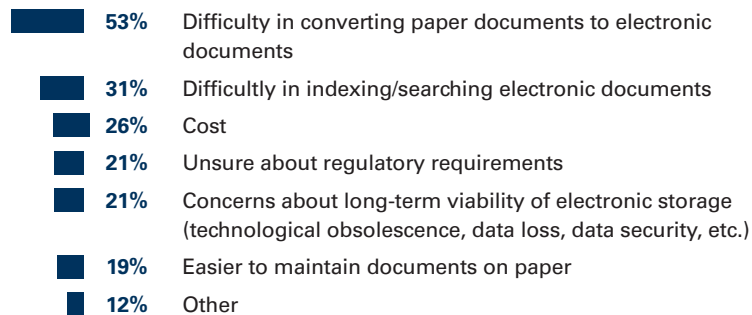 53% Difficulty in converting paper documents to electronic
documents
31% Difficultly in indexing/searching electronic documents
26% Cost
21% Unsure about regulatory requirements
21% Concerns about long-term viability of electronic storage
(technological obsolescence, data loss, data security, etc.)
19% Easier to maintain documents on paper
12% Other